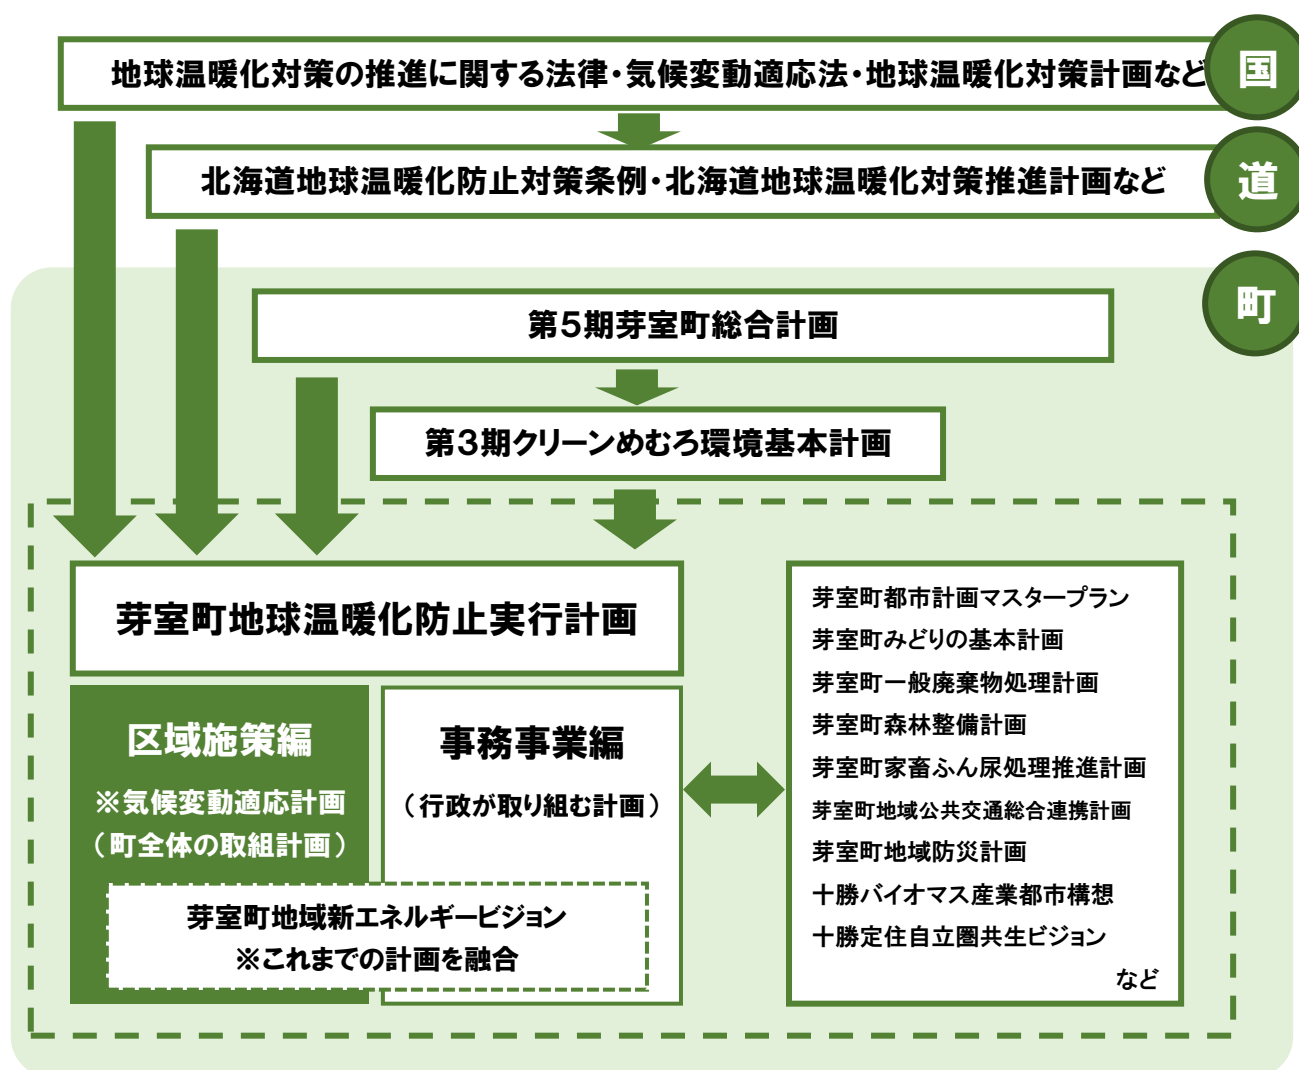 地球温暖化対策の推進に関する法律・気候変動適応法・地球温暖化対策計画など
国
北海道地球温暖化防止対策条例・北海道地球温暖化対策推進計画など
道
町
第5期芽室町総合計画
第3期クリーンめむろ環境基本計画
芽室町地球温暖化防止実行計画
区域施策編
※気候変動適応計画
（町全体の取組計画）
事務事業編
（行政が取り組む計画）
芽室町地域新エネルギービジョン
※これまでの計画を融合
芽室町都市計画マスタープラン
芽室町みどりの基本計画
芽室町一般廃棄物処理計画
芽室町森林整備計画
芽室町家畜ふん尿処理推進計画
芽室町地域公共交通総合連携計画
芽室町地域防災計画
十勝バイオマス産業都市構想
十勝定住自立圏共生ビジョン
など